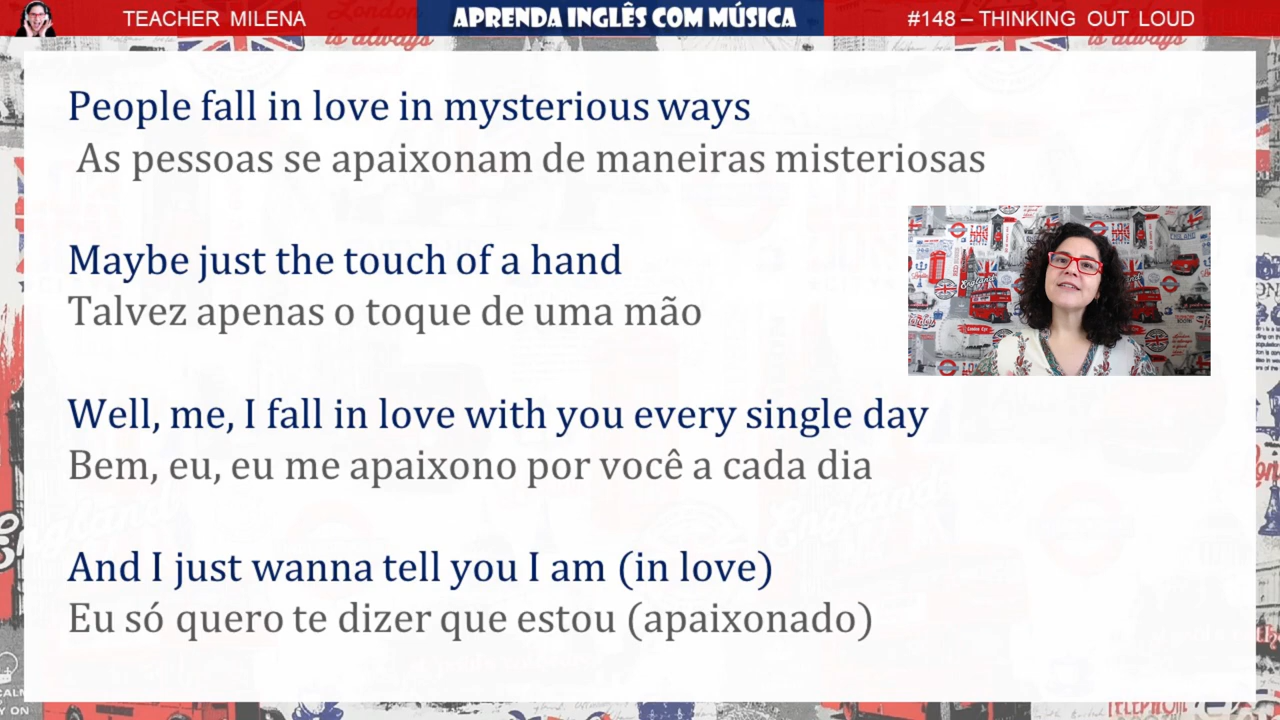 TEACHER MILENA
APRENDA INGLÊS COM MÚSICA
#148 – THINKING OUT LOUD
People fall in love in mysterious ways
As pessoas se apaixonam de maneiras misteriosas
Maybe just the touch of a hand
Talvez apenas o toque de uma mão
Well, me, I fall in love with you every single day
Bem, eu, eu me apaixono por você a cada dia
And I just wanna tell you I am (in love)
Eu só quero te dizer que estou (apaixonado)